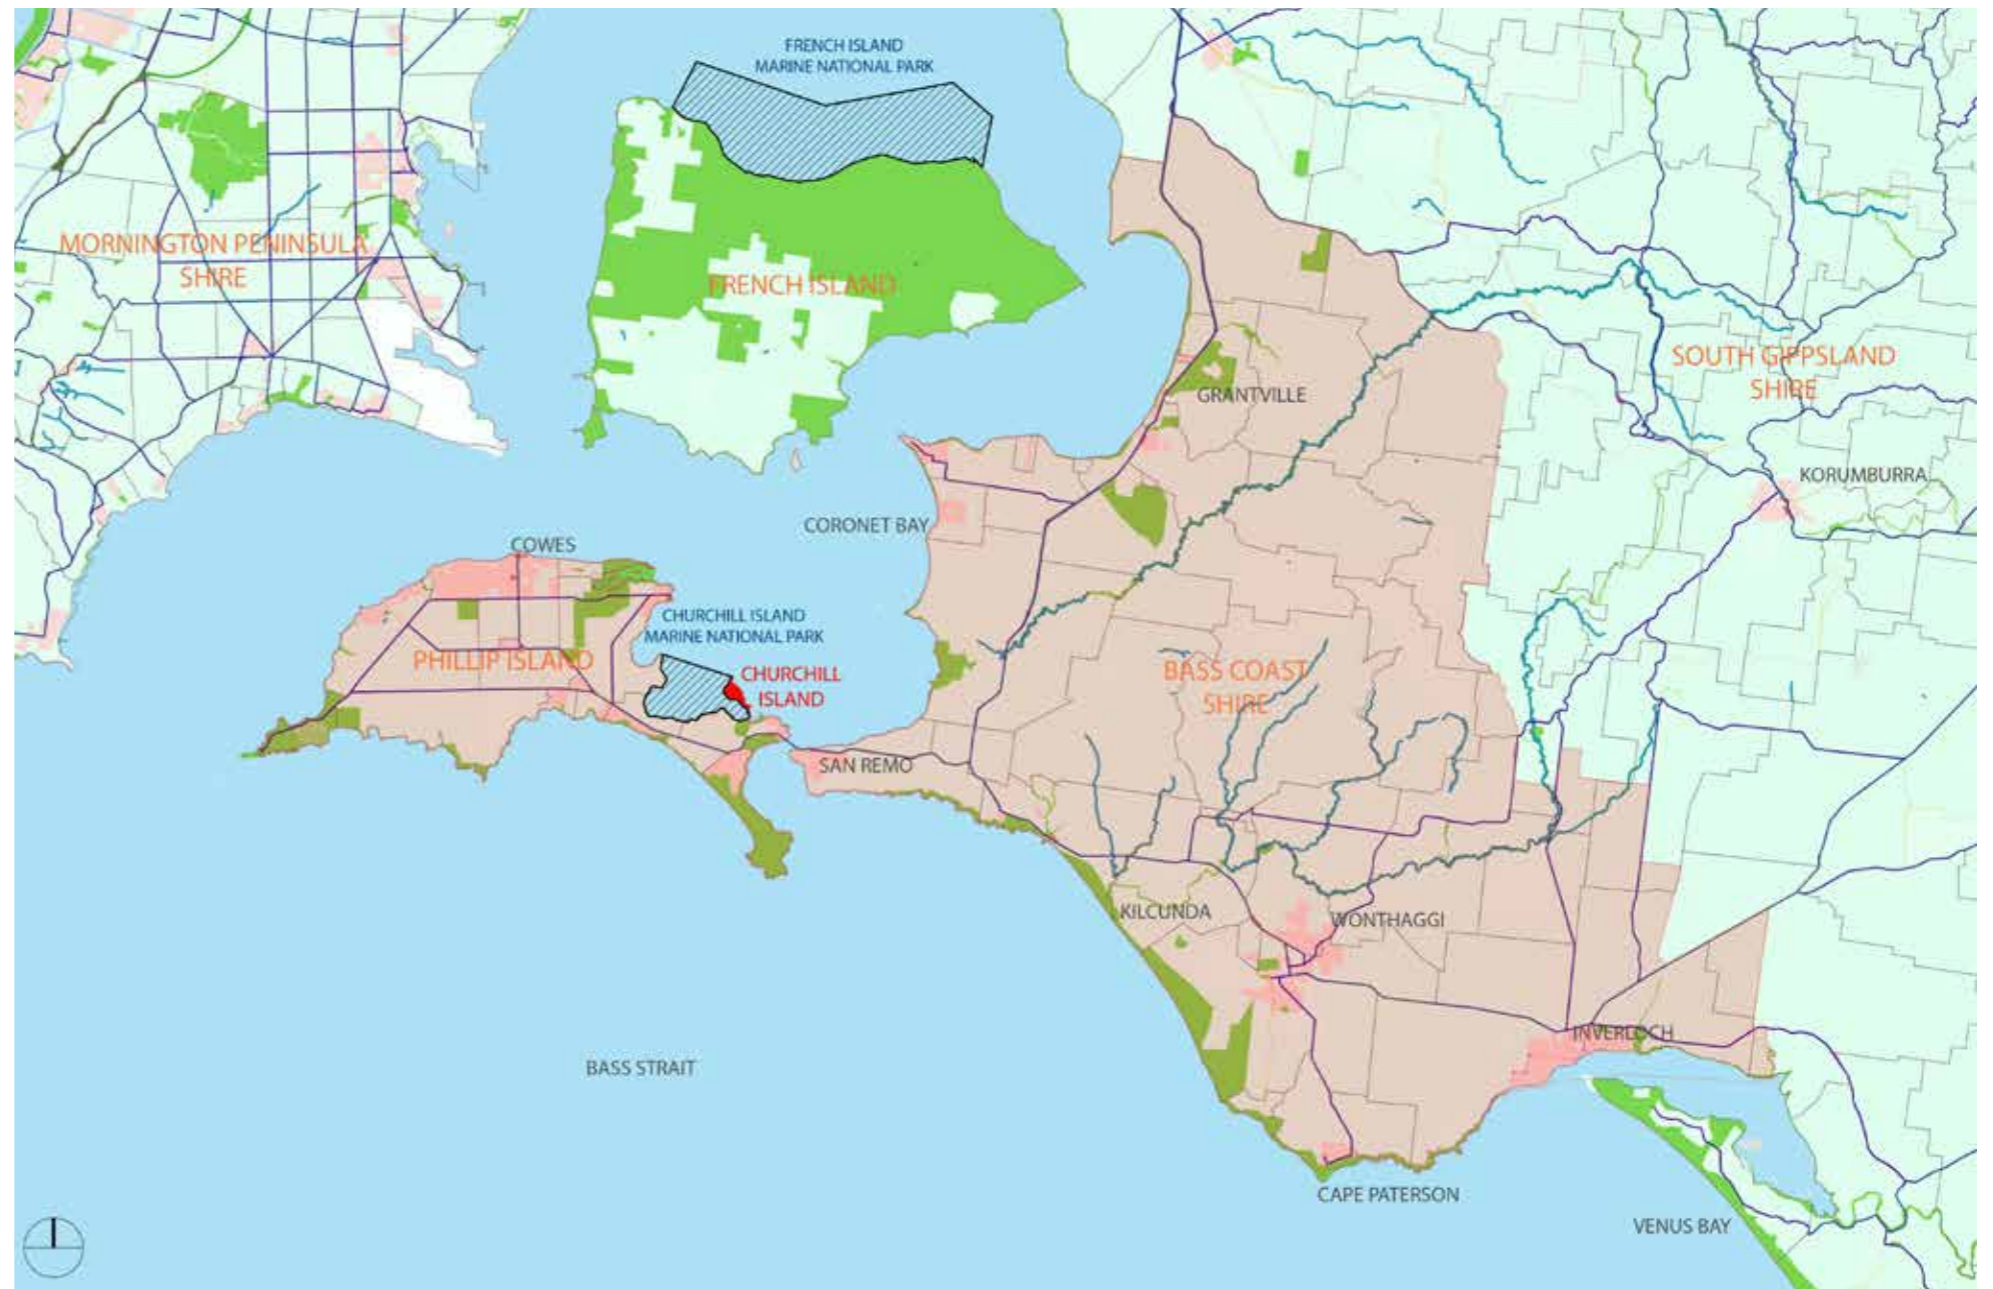 FRENCH ISLAND
MARINE NATIONAL PARK
MORNINGTON PENINSULA
SHIRE
FRENCH ISLAND
SOUTH GIPPSLAND
SHIRE
GRANTVILLE
KORUMBURRA
CORONET BAY
COWES
CHURCHILL ISLAND
MARINE NATIONAL PARK
PHILLIP ISLAND
CHURCHILL
ISLAND
BASS COAST
SHIRE
SAN REMO
KILCUNDA
WONTHAGGI
INVERLOCH
BASS STRAIT
CAPE PATERSON
VENUS BAY